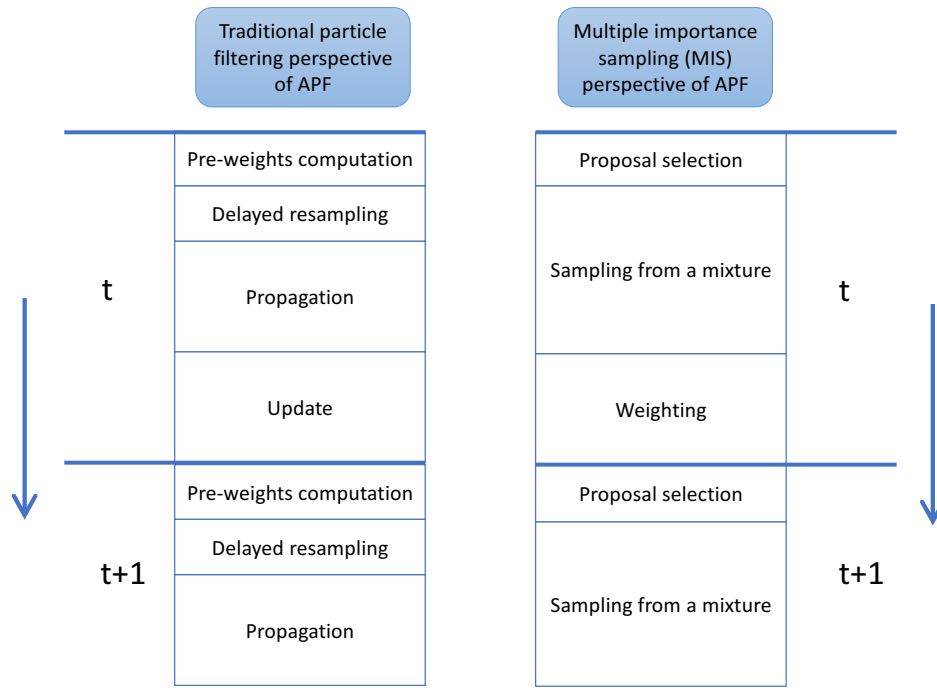 Traditional particle
filtering perspective
of APF
Multiple importance
sampling (MIS)
perspective of APF
Pre-weights computation
Delayed resampling
t
Propagation
Update
Pre-weights computation
Delayed resampling
t+1
Propagation
Proposal selection
Sampling from a mixture
t
Weighting
Proposal selection
t+1
Sampling from a mixture